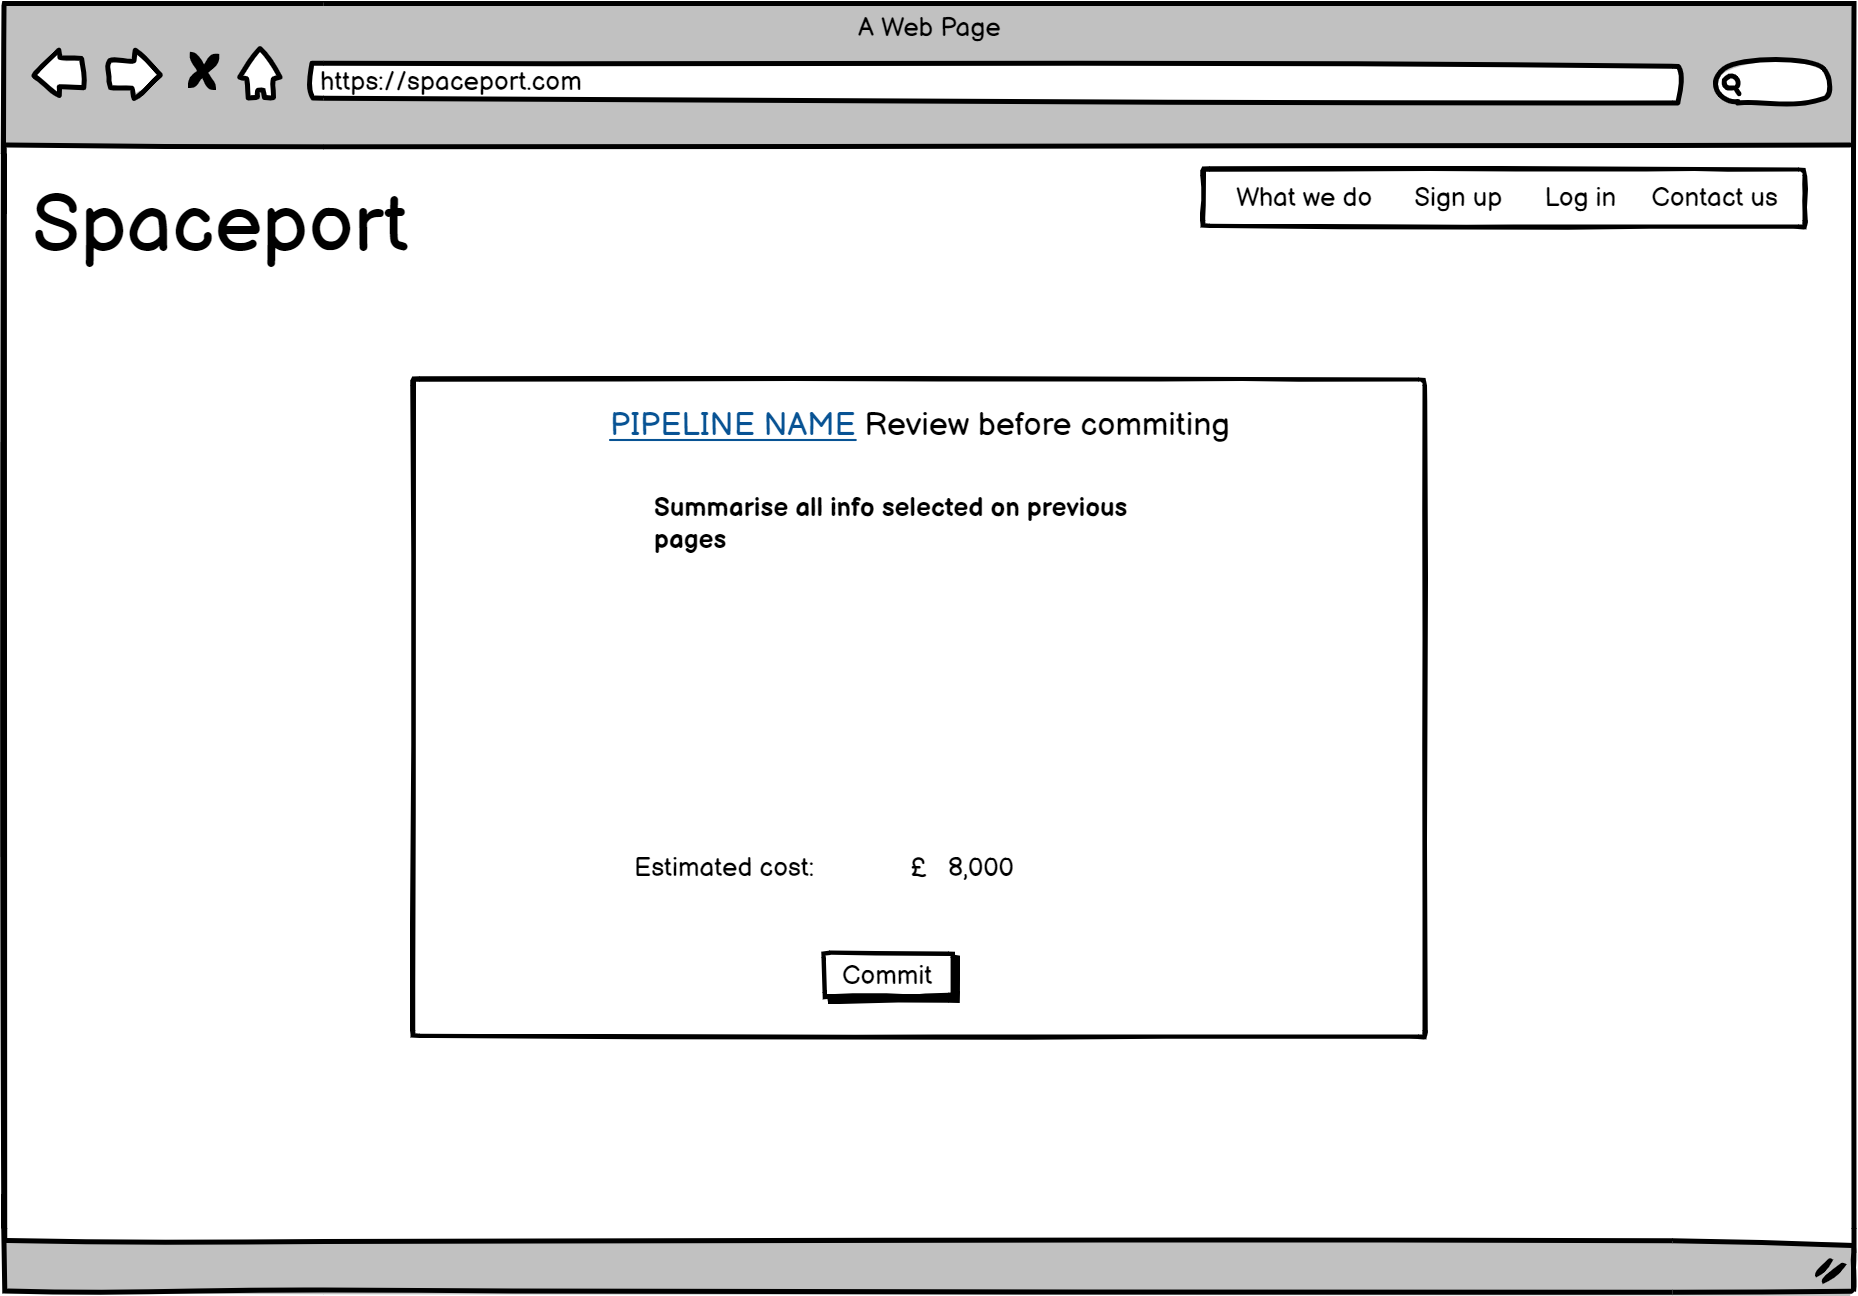 A Web Page
https://spaceport.com
Spaceport
What we do Sign up Log in Contact us
PIPELINE NAME Review before commiting
Summarise all info selected on previous
pages
Estimated cost: £ 8,000
Commit